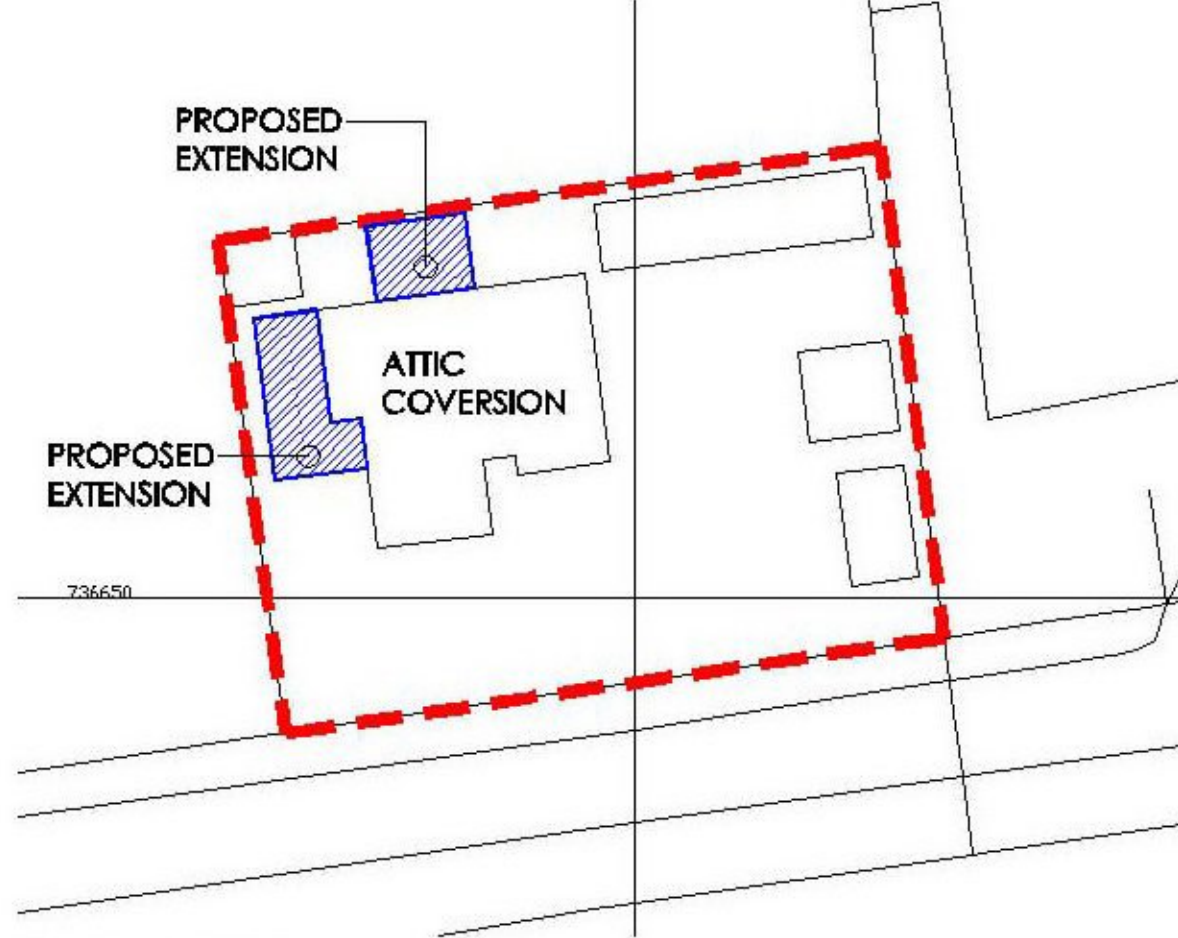 PROPOSED
EXTENSION
ATTIC
COVERSION
PROPOSED
EXTENSION
736650